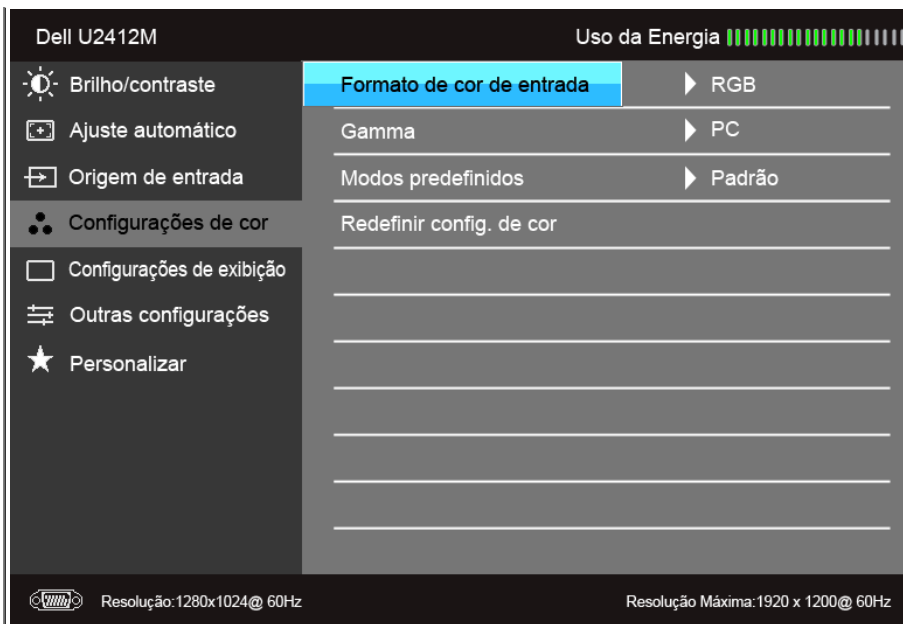 Dell U2412M Uso da Energia
Brilho/contraste
Ajuste automático
Origem de entrada
Configurações de cor
Configurações de exibição
Outras configurações
Personalizar
Formato de cor de entrada RGB
Gamma PC
Modos predefinidos Padrão
Redefinir config. de cor
Resolução:1280x1024@ 60Hz Resolução Máxima:1920 x 1200@ 60Hz